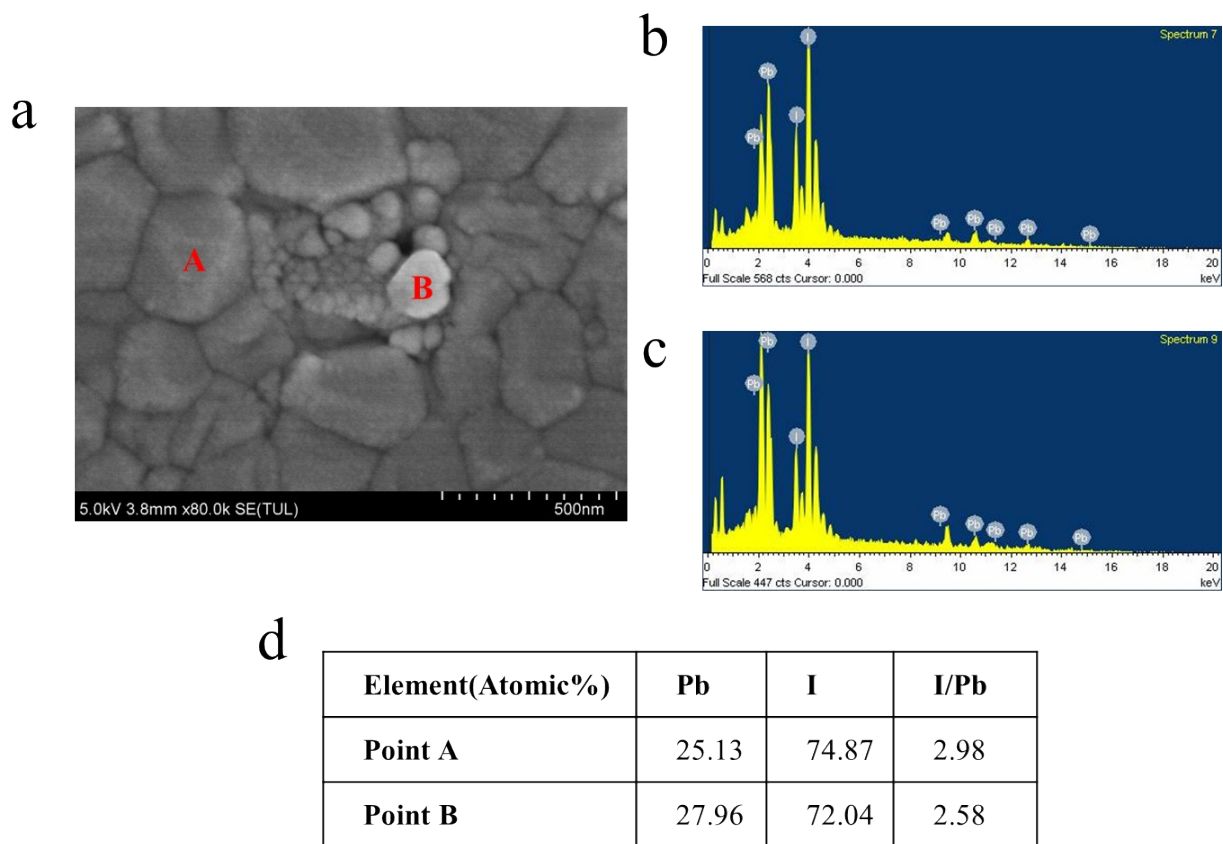 a
A
B
5.0kV 3.8mm x80.0k SE(TUL) 500nm
b
Spectrum 7
I
Pb
I
Pb
Pb
Pb
Pb
Pb
Pb
0 2 4 6 8 10 12 14 16 18 20
Full Scale 568 cts Cursor: 0.000 keV
c
Spectrum 9
Pb
I
Pb
I
Pb
Pb
Pb
Pb
Pb
0 2 4 6 8 10 12 14 16 18 20
Full Scale 447 cts Cursor: 0.000 keV
d
Element(Atomic%) Pb I I/Pb
Point A 25.13 74.87 2.98
Point B 27.96 72.04 2.58